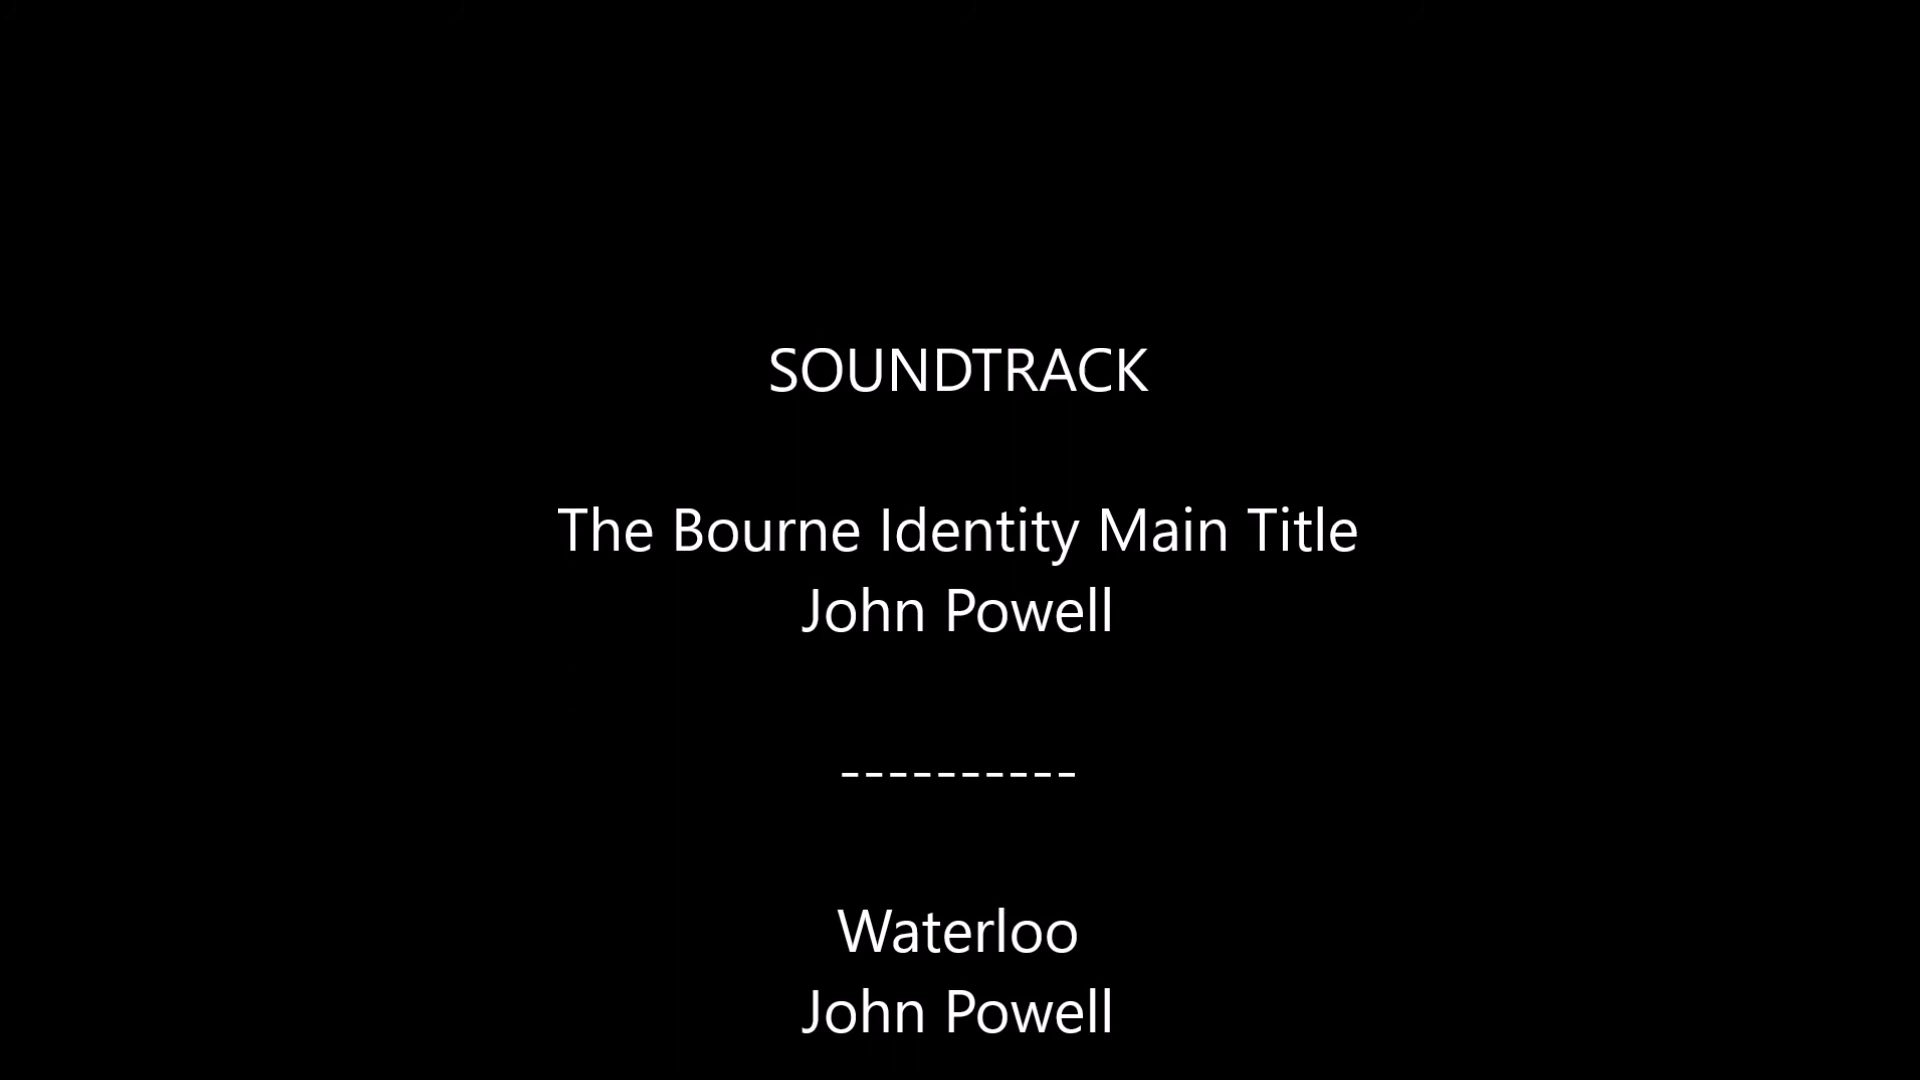 SOUNDTRACK
The Bourne Identity Main Title
John Powell
----------
Waterloo
John Powell